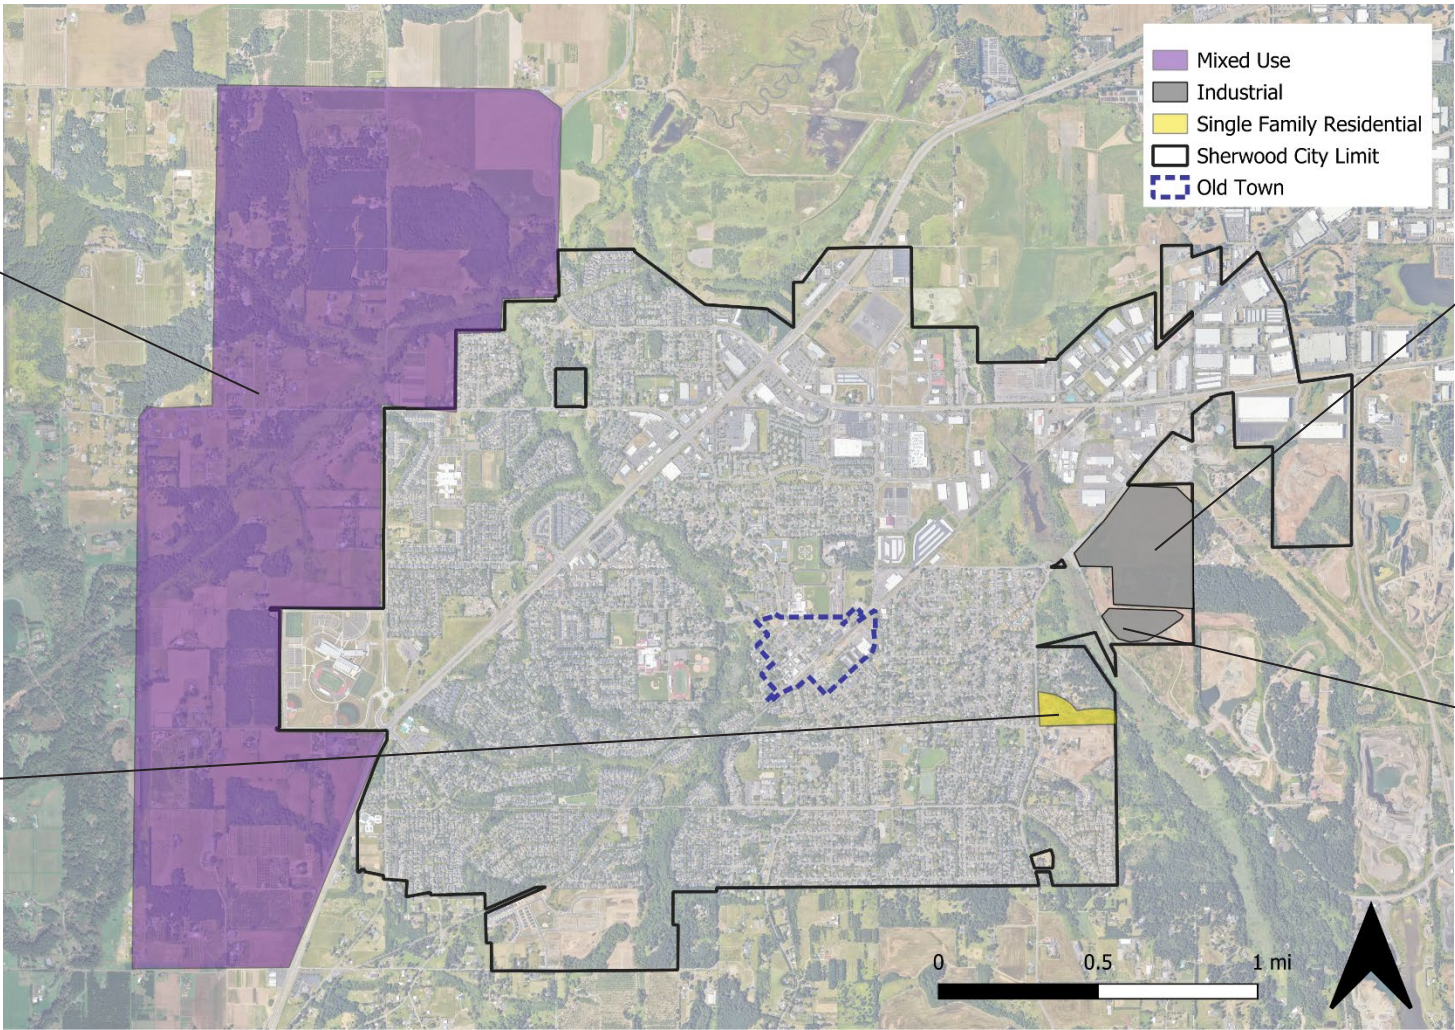 Mixed Use
Industrial
Single Family Residential
Sherwood City Limit
Old Town
0 0.5 1 mi